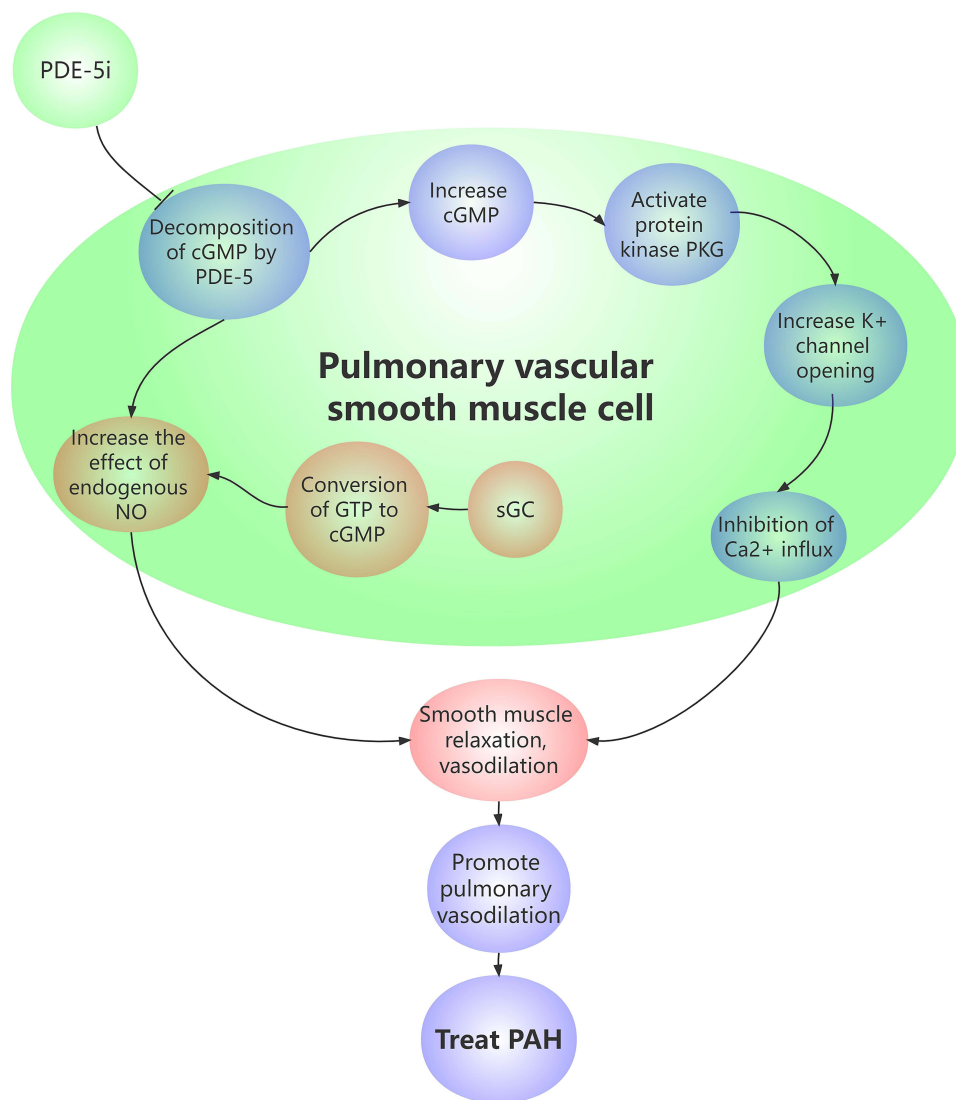 PDE-5i
Decomposition
of cGMP by
PDE-5
Increase
cGMP
Activate
protein
kinase PKG
Increase K+
channel
opening
Pulmonary vascular
smooth muscle cell
Increase the
effect of
endogenous
NO
Conversion
of GTP to
cGMP
sGC
Inhibition of
Ca2+ influx
Smooth muscle
relaxation,
vasodilation
Promote
pulmonary
vasodilation
Treat PAH